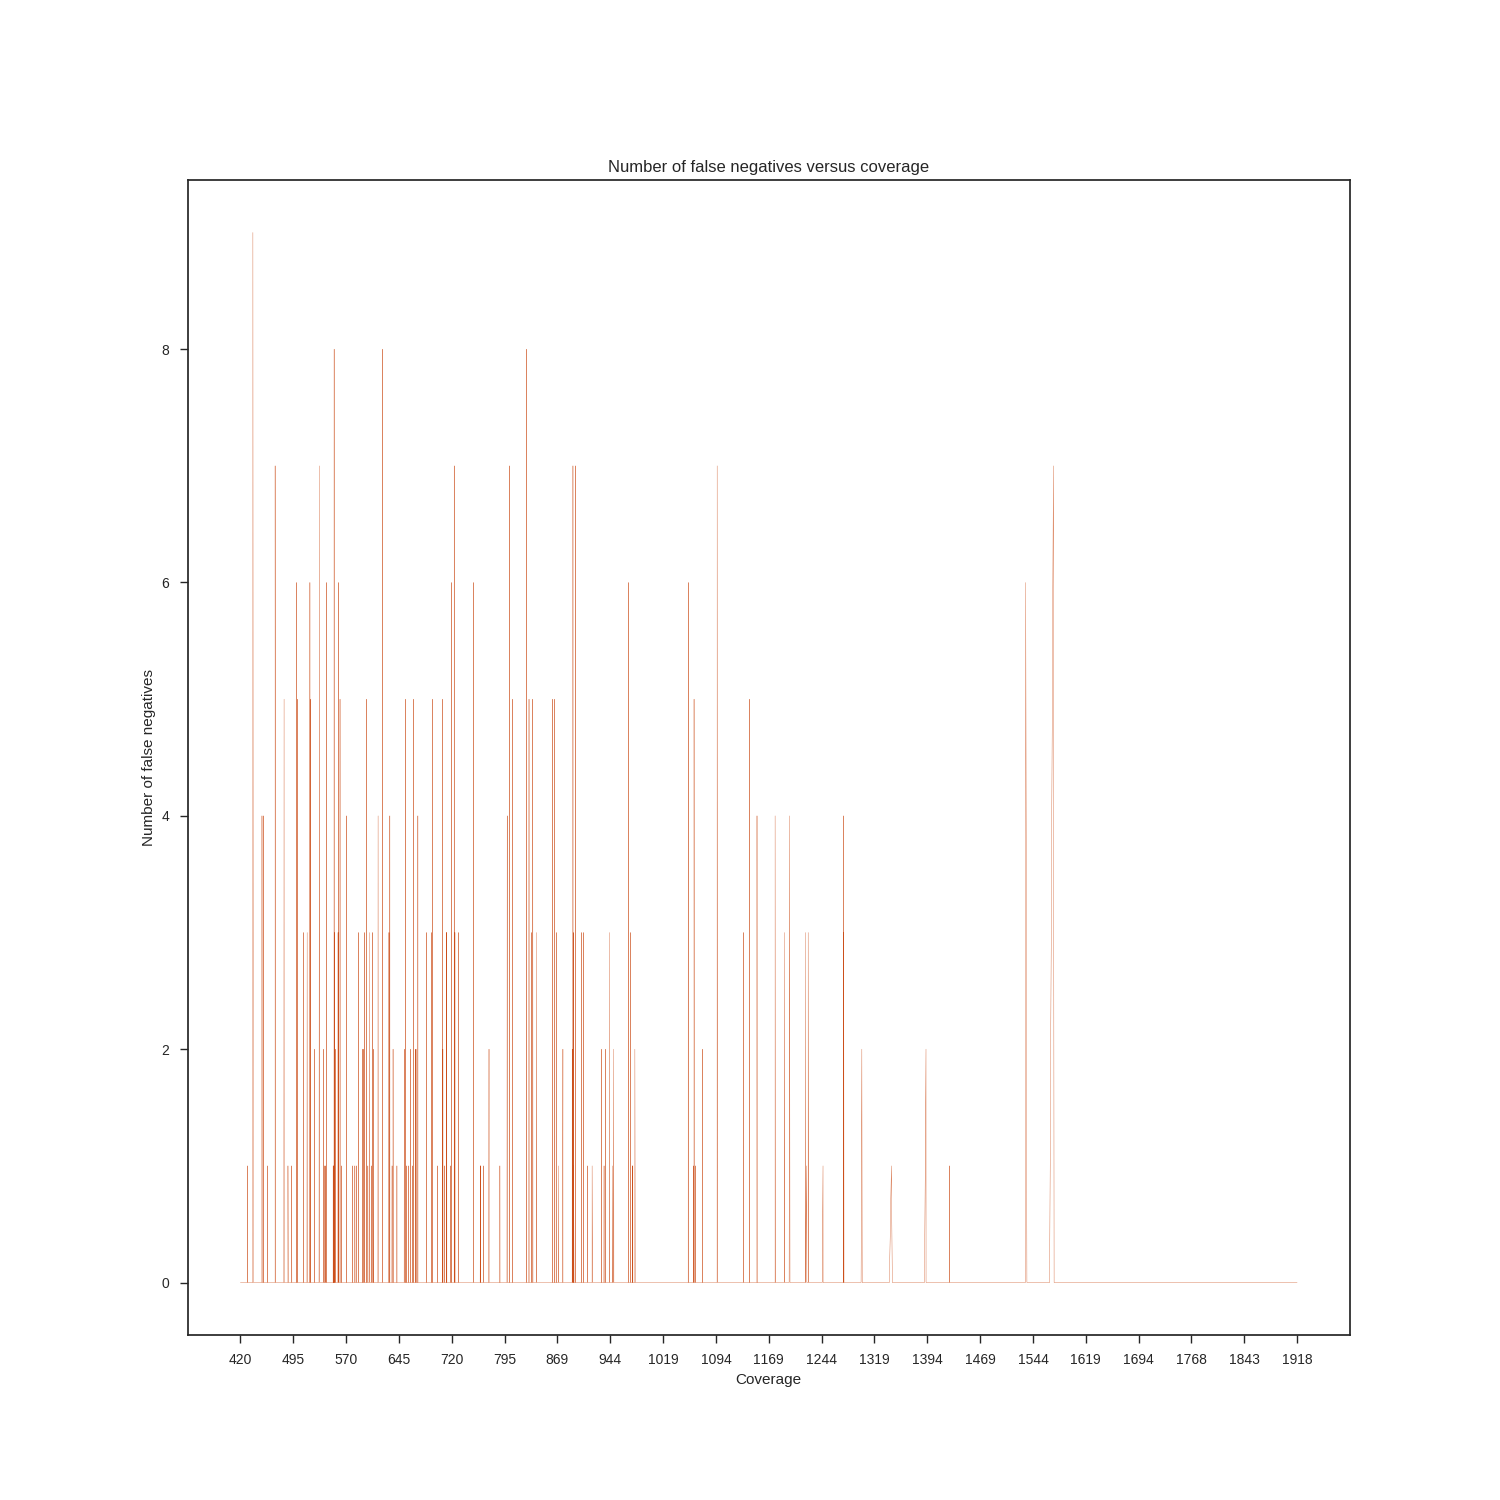 Number of false negatives versus coverage
Number of false negatives
8
6
4
2
0
420 495 570 645 720 795 869 944 1019 1094 1169 1244 1319 1394 1469 1544 1619 1694 1768 1843 1918
Coverage